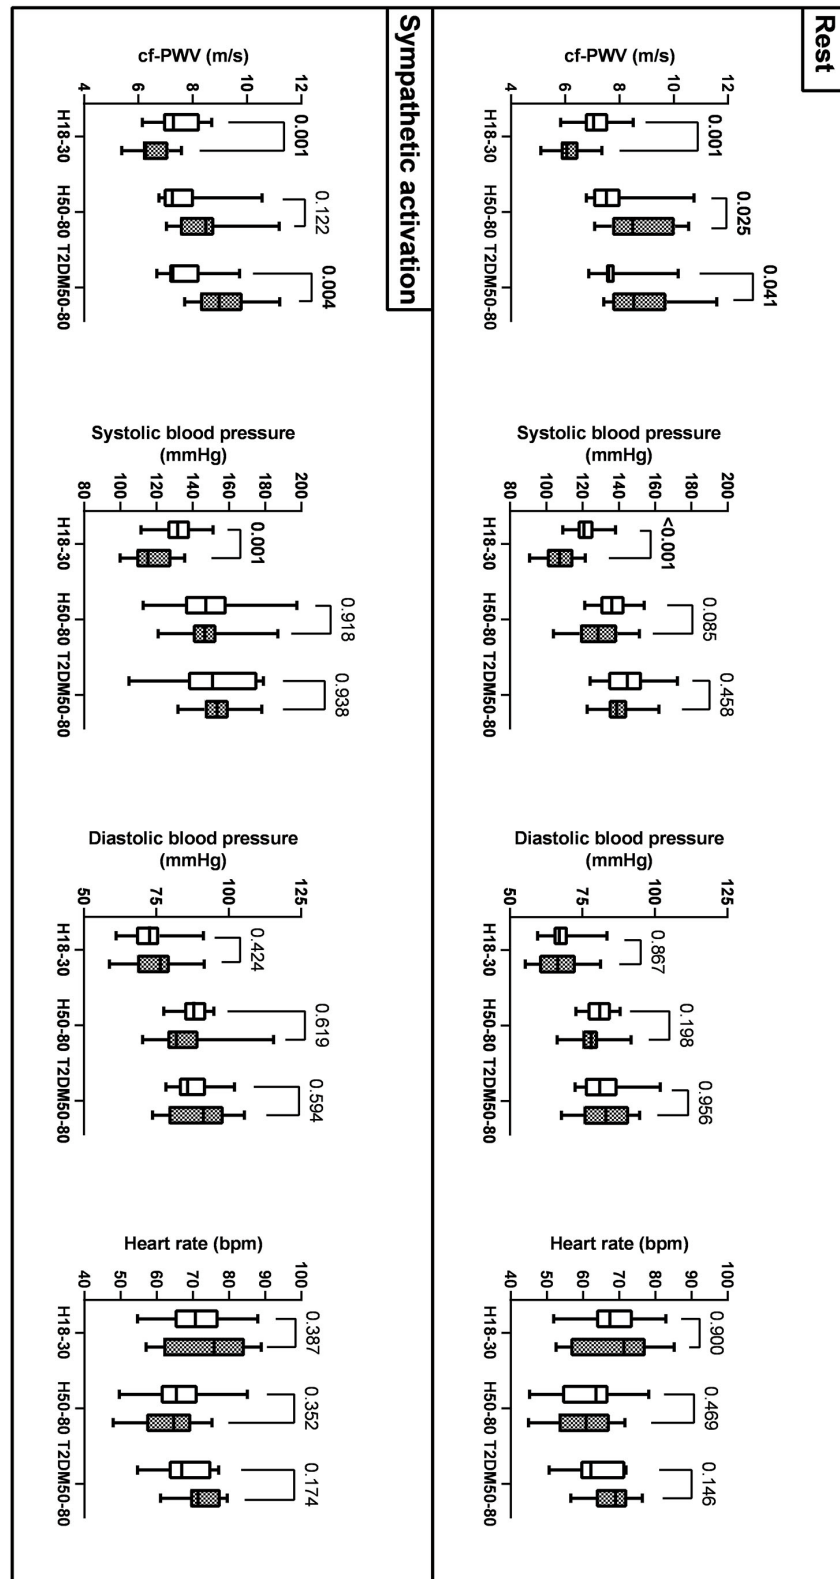 Rest
cf-PWV (m/s)
12
10
8
6
4
0.001
0.025
0.041
H18-30
H50-80
T2DM50-80
Systolic blood pressure
(mmHg)
200
180
160
140
120
100
80
<0.001
0.085
0.458
H18-30
H50-80
T2DM50-80
Diastolic blood pressure
(mmHg)
125
100
75
50
0.867
0.198
0.956
H18-30
H50-80
T2DM50-80
Heart rate (bpm)
100
90
80
70
60
50
40
0.900
0.469
0.146
H18-30
H50-80
T2DM50-80
Sympathetic activation
cf-PWV (m/s)
12
10
8
6
4
0.001
0.122
0.004
H18-30
H50-80
T2DM50-80
Systolic blood pressure
(mmHg)
200
180
160
140
120
100
80
0.001
0.918
0.938
H18-30
H50-80
T2DM50-80
Diastolic blood pressure
(mmHg)
125
100
75
50
0.424
0.619
0.594
H18-30
H50-80
T2DM50-80
Heart rate (bpm)
100
90
80
70
60
50
40
0.387
0.352
0.174
H18-30
H50-80
T2DM50-80